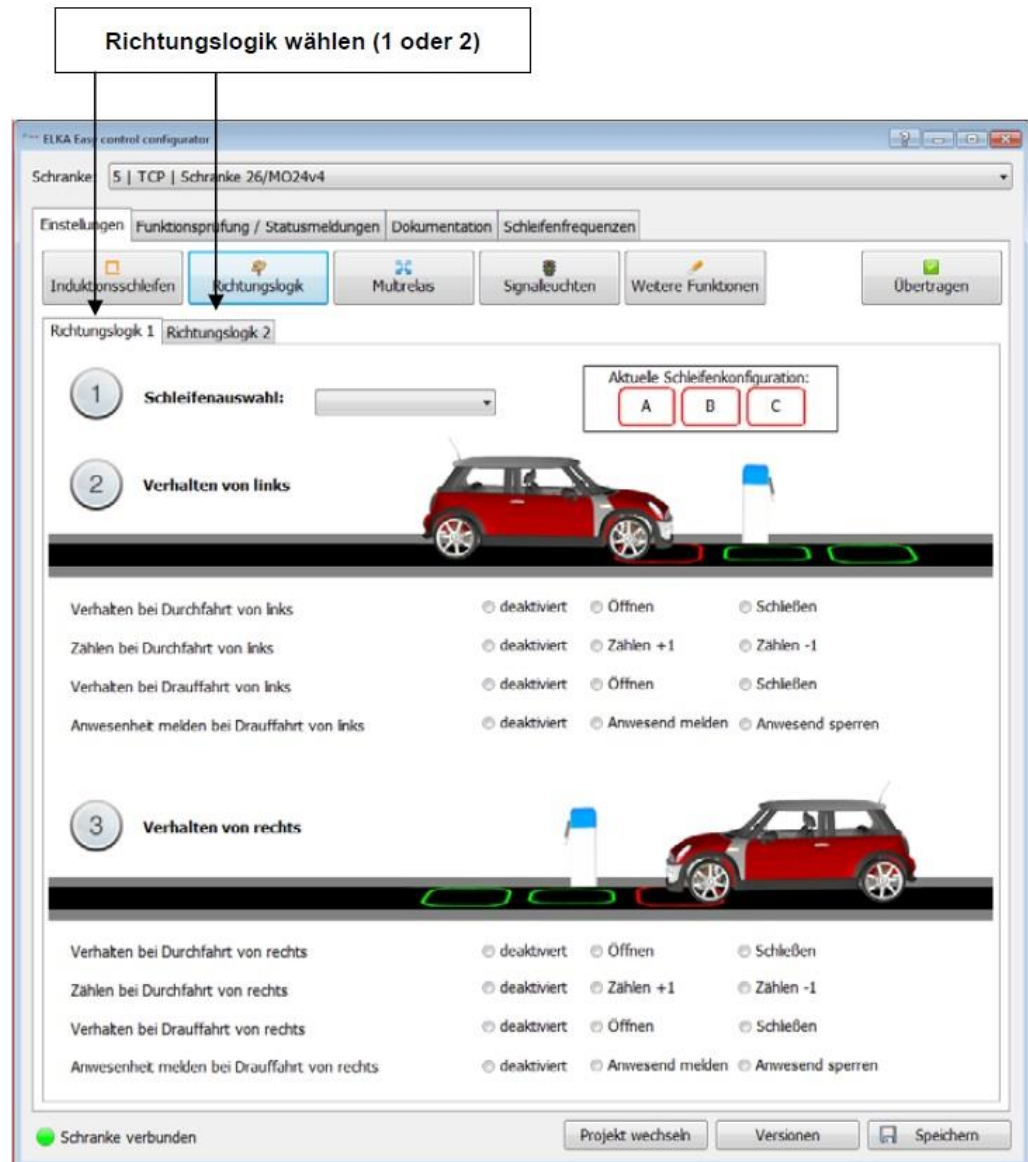 Richtungslogik wählen (1 oder 2)
ELKA Easy control configurator
Schranke: 5 | TCP | Schranke 26/MO24v4
Einstellungen Funktionsprüfung / Statusmeldungen Dokumentation Schleifenfrequenzen
Induktionsschleifen Richtungslogik Multirelais Signalleuchten Weitere Funktionen Übertragen
Richtungslogik 1 Richtungslogik 2
1 Schleifenauswahl: Aktuelle Schleifenkonfiguration:
A B C
2 Verhalten von links
Verhalten bei Durchfahrt von links deaktiviert Öffnen Schließen
Zählen bei Durchfahrt von links deaktiviert Zählen +1 Zählen -1
Verhalten bei Drauffahrt von links deaktiviert Öffnen Schließen
Anwesenheit melden bei Drauffahrt von links deaktiviert Anwesend melden Anwesend sperren
3 Verhalten von rechts
Verhalten bei Durchfahrt von rechts deaktiviert Öffnen Schließen
Zählen bei Durchfahrt von rechts deaktiviert Zählen +1 Zählen -1
Verhalten bei Drauffahrt von rechts deaktiviert Öffnen Schließen
Anwesenheit melden bei Drauffahrt von rechts deaktiviert Anwesend melden Anwesend sperren
Schranke verbunden Projekt wechseln Versionen Speichern